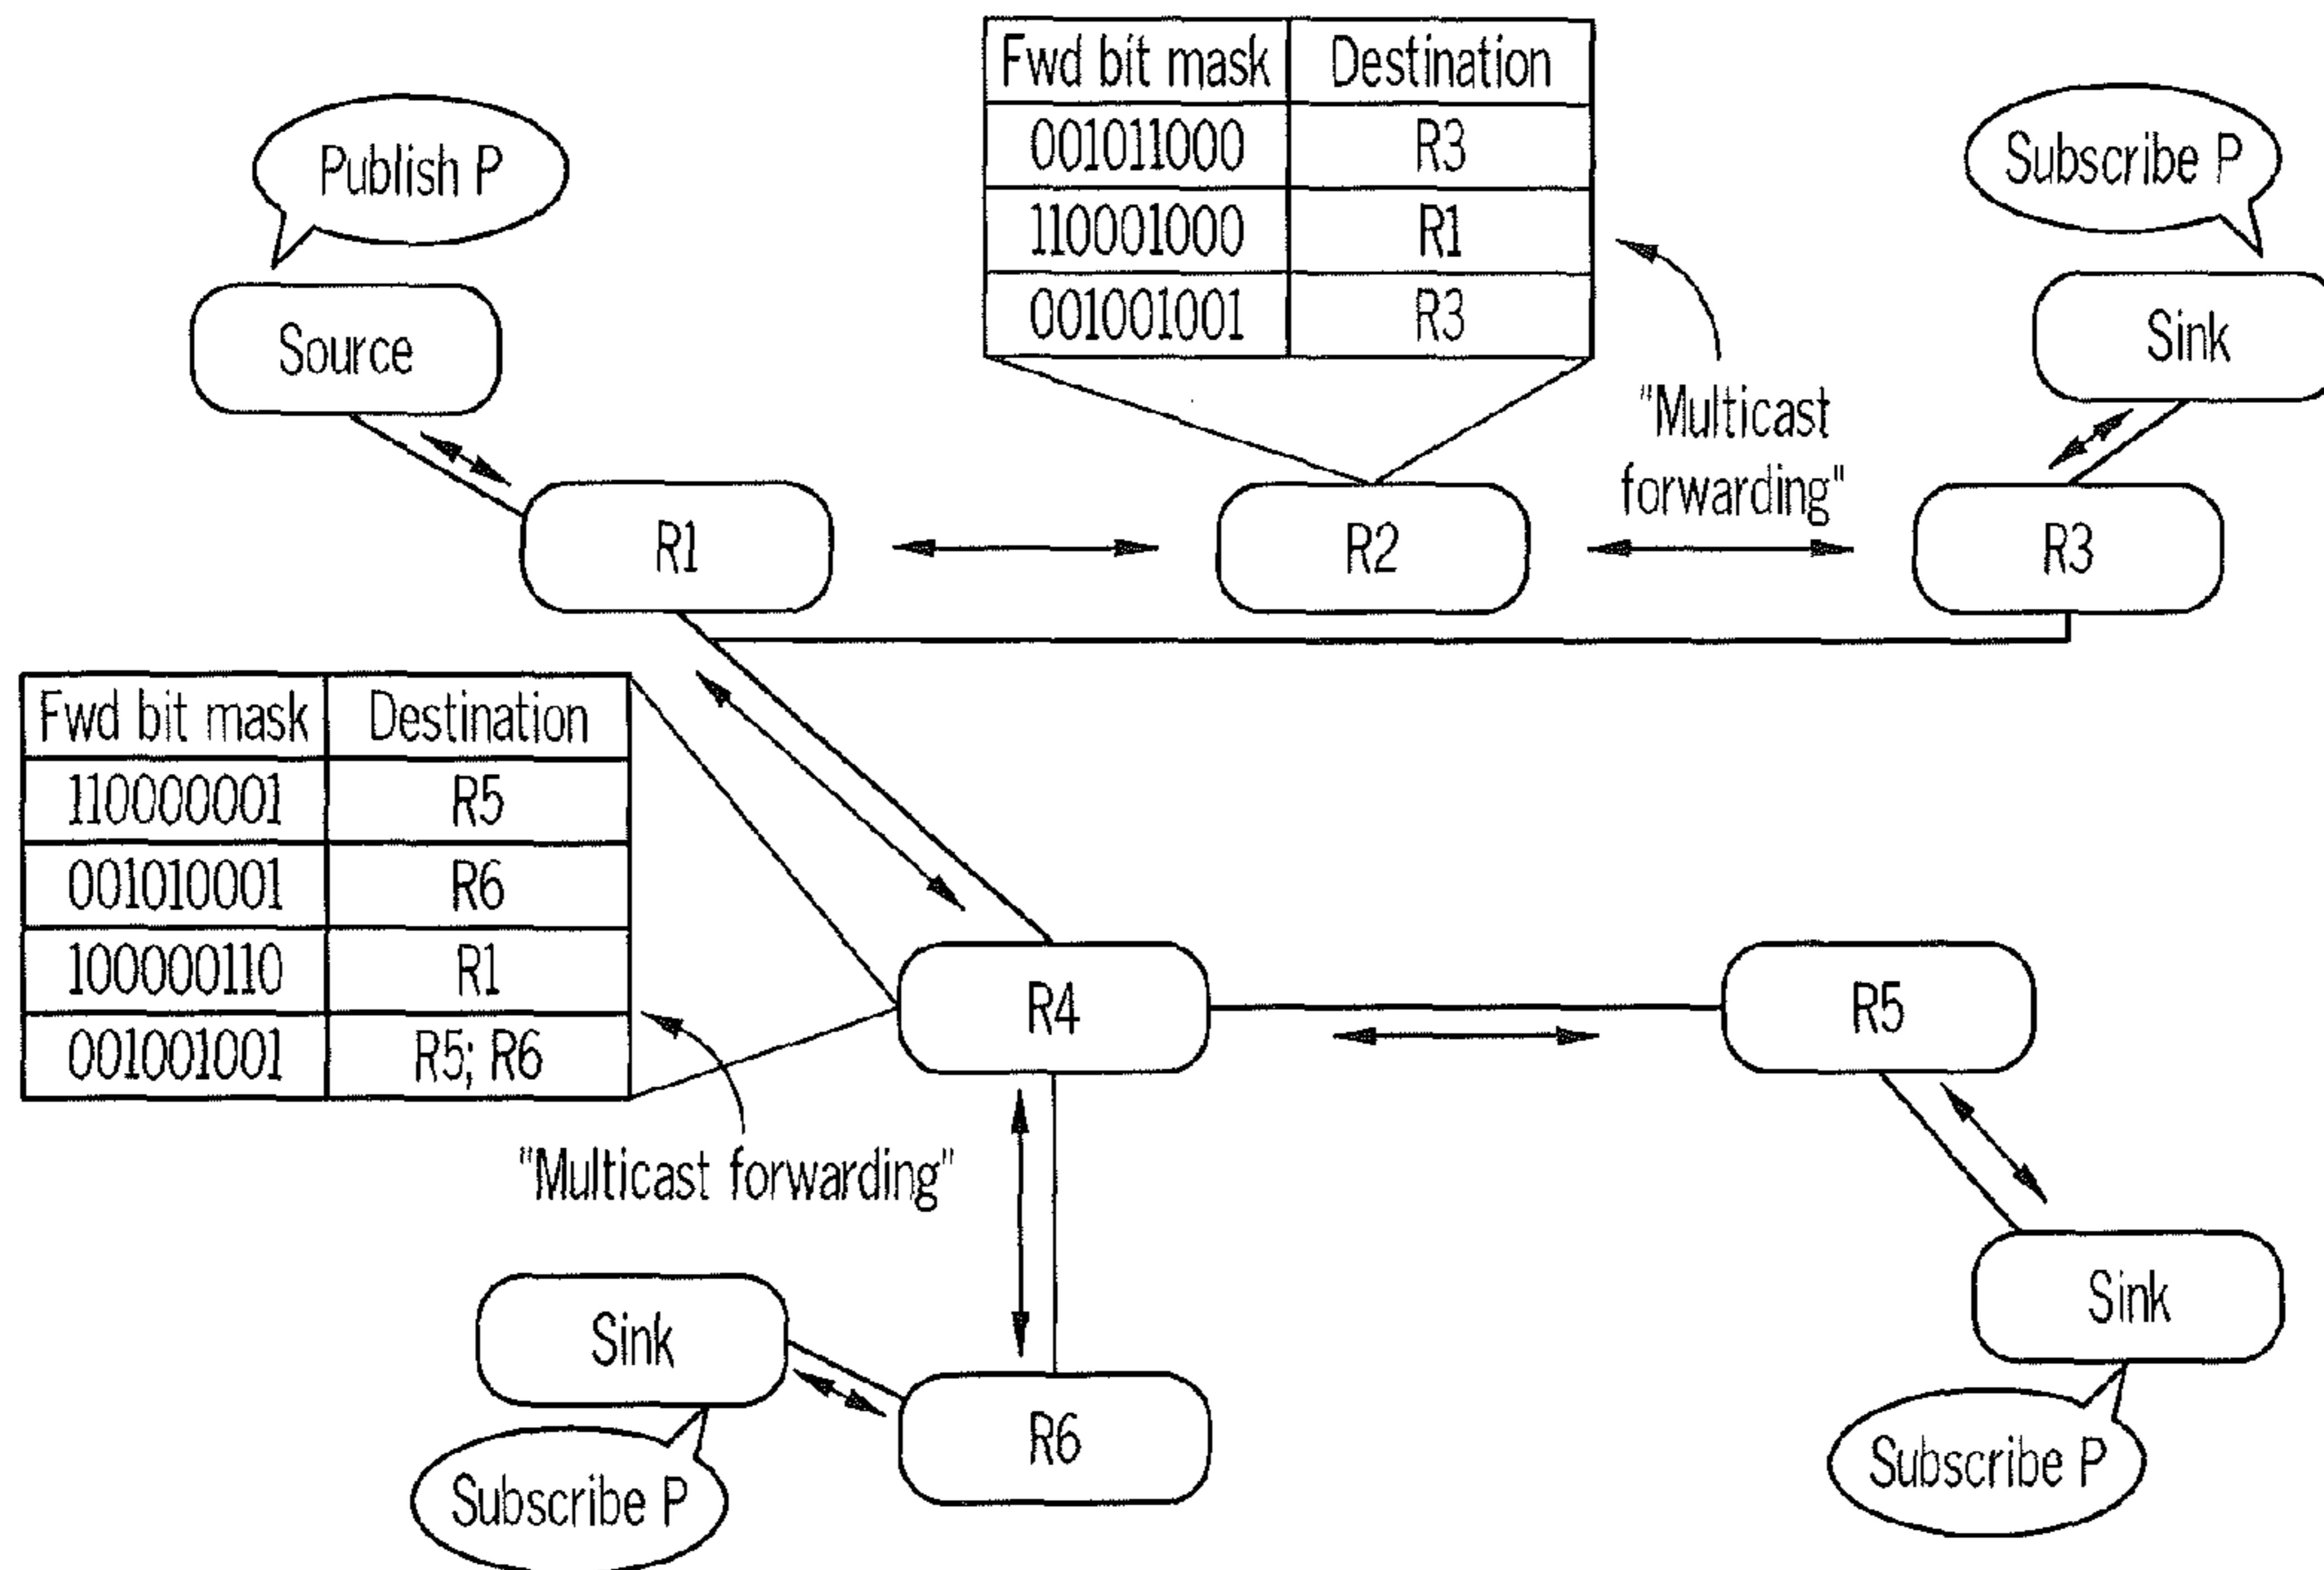 Fwd bit mask Destination
001011000 R3
110001000 R1
001001001 R3
Publish P
Subscribe P
Source
Sink
"Multicast
forwarding"
R1
R2
R3
Fwd bit mask Destination
110000001 R5
001010001 R6
100000110 R1
001001001 R5; R6
R4
R5
"Multicast forwarding"
Sink
Sink
R6
Subscribe P
Subscribe P